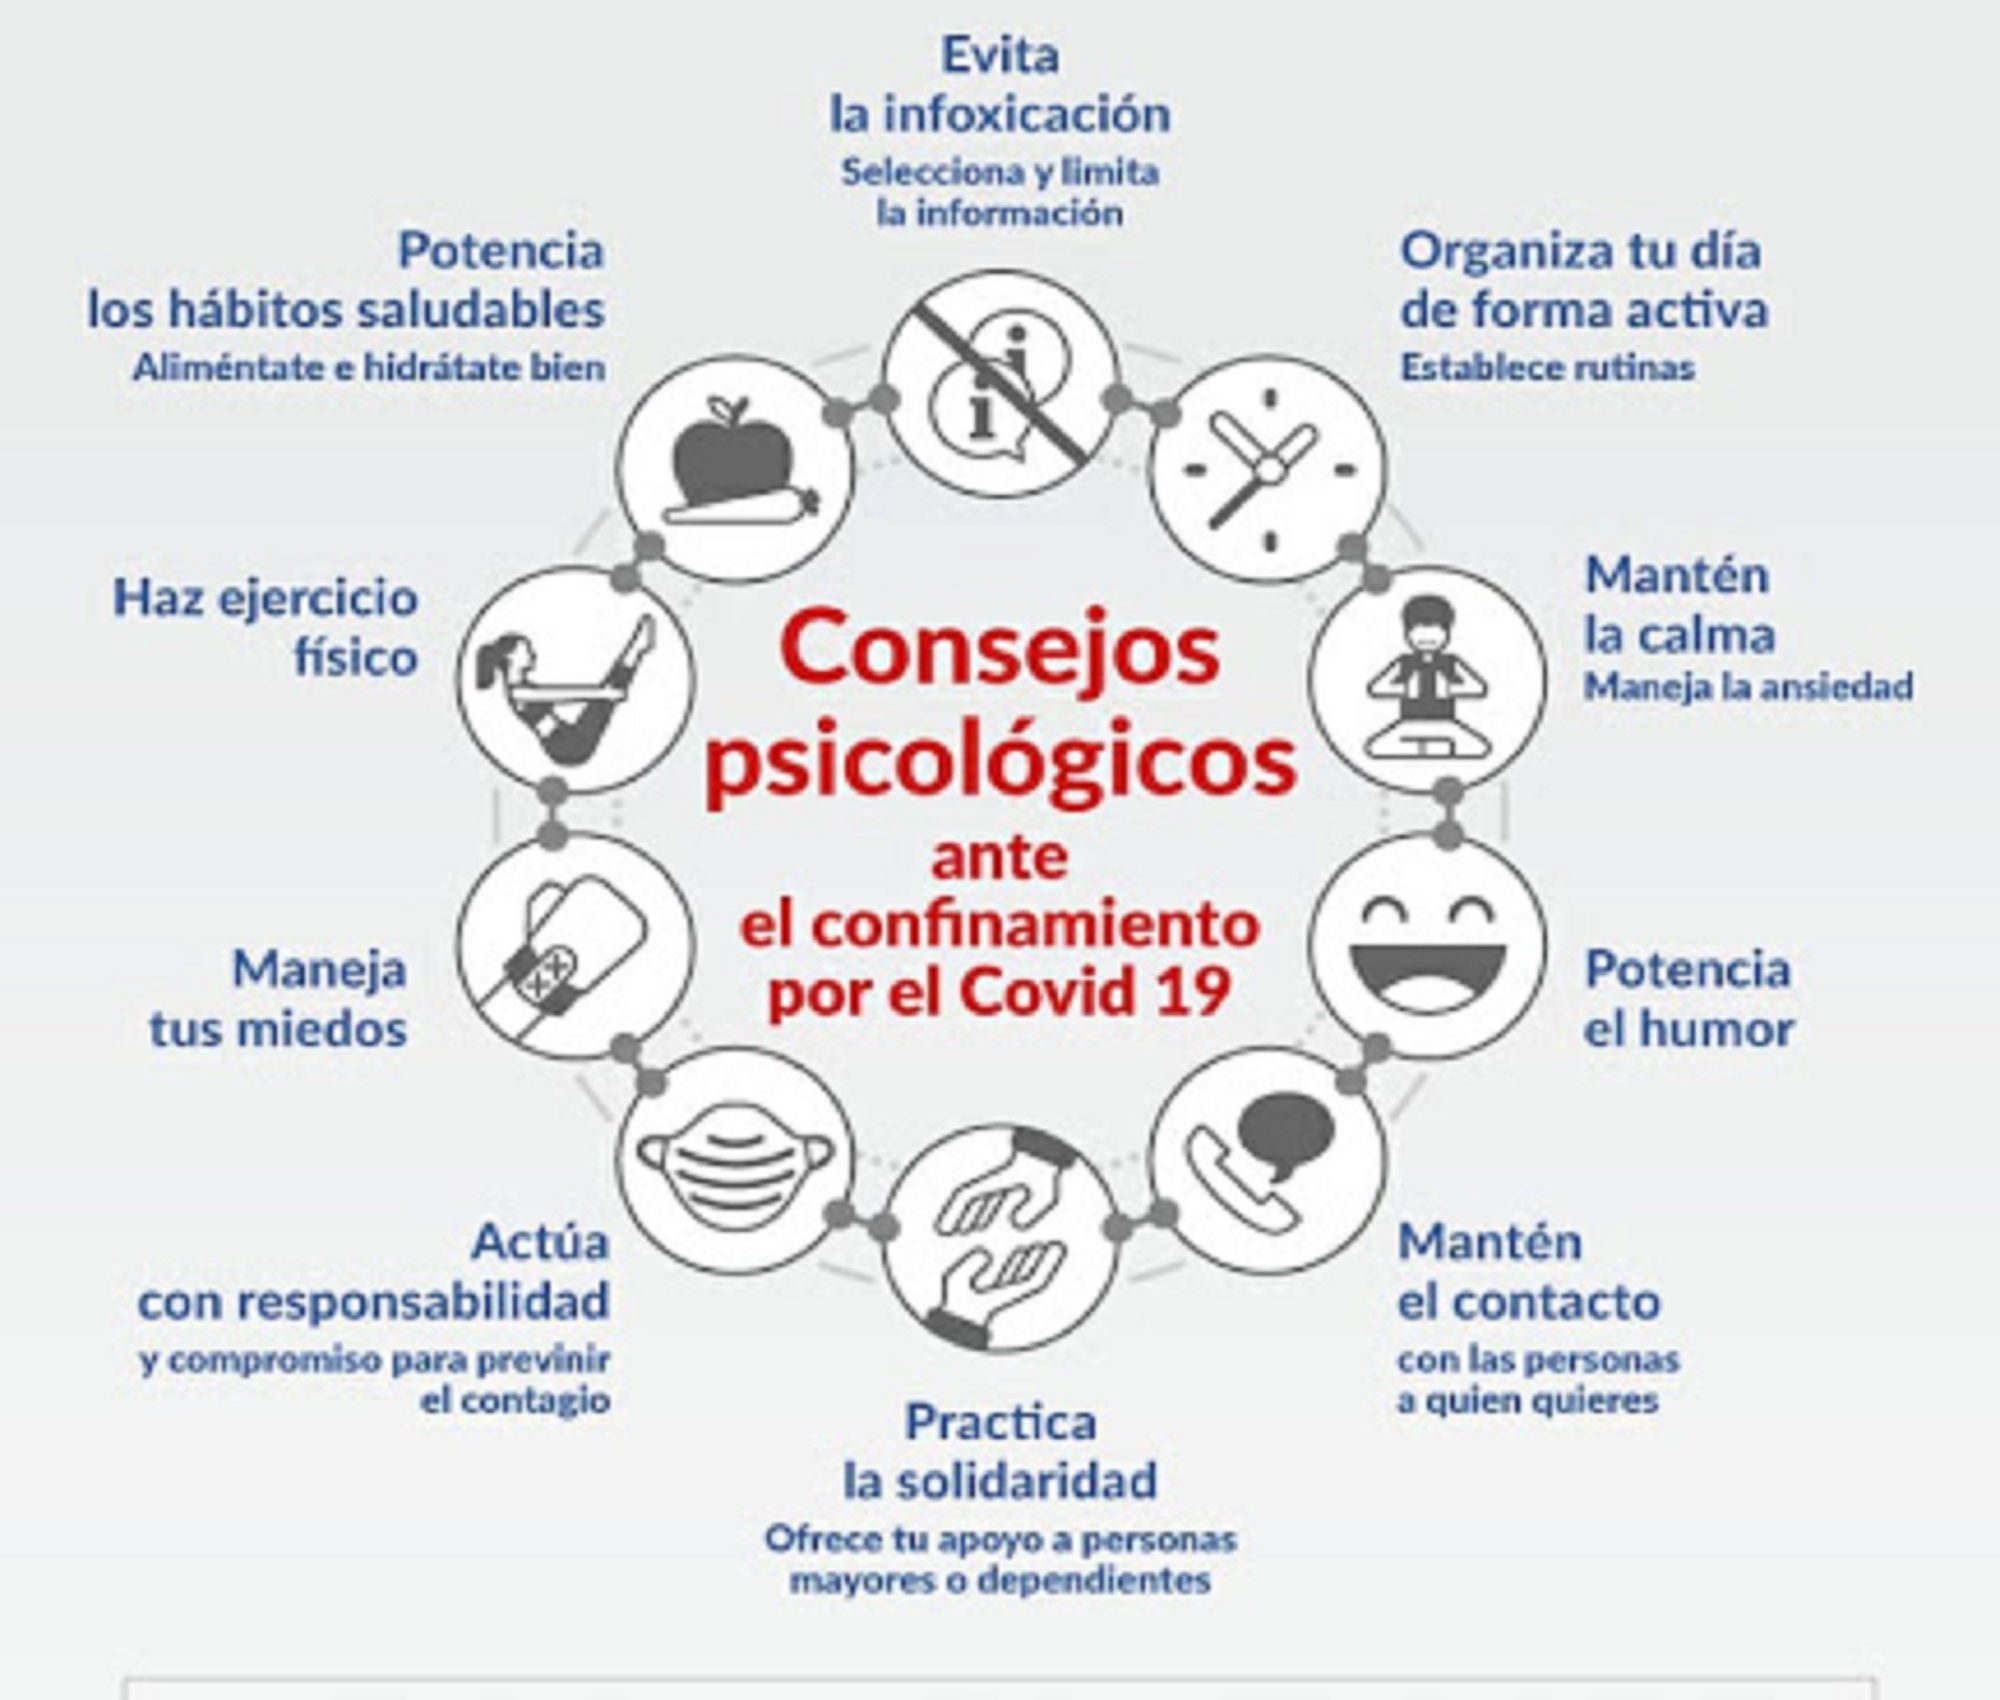 Evita
la infoxicación
Selecciona y limita
la información
Organiza tu día
de forma activa
Establece rutinas
Mantén
la calma
Maneja la ansiedad
Potencia
el humor
Mantén
el contacto
con las personas
a quien quieres
Practica
la solidaridad
Ofrece tu apoyo a personas
mayores o dependientes
Actúa
con responsabilidad
y compromiso para previnir
el contagio
Maneja
tus miedos
Haz ejercicio
físico
Potencia
los hábitos saludables
Aliméntate e hidrátate bien
Consejos
psicológicos
ante
el confinamiento
por el Covid 19